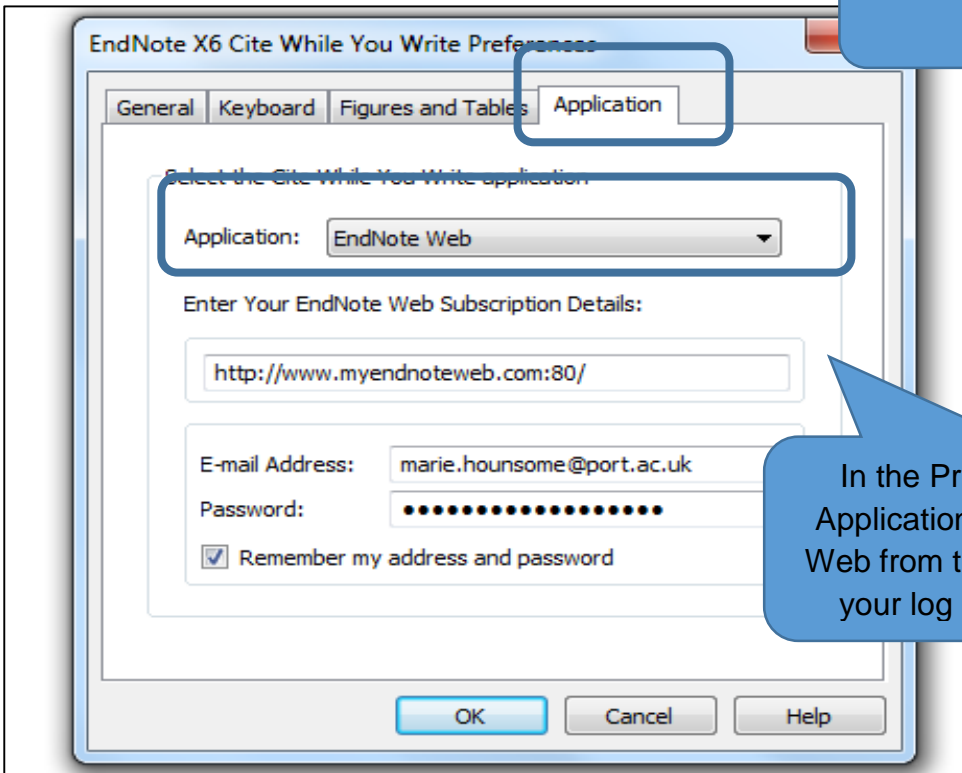 EndNote X6 Cite While You Write Preferences
General Keyboard Figures and Tables Application
Select the Cite While You Write application
Application: EndNote Web
Enter Your EndNote Web Subscription Details:
http://www.myendnoteweb.com:80/
E-mail Address: marie.hounsome@port.ac.uk
Password: ••••••••••••••••••
Remember my address and password
In the Pr
Application
Web from t
your log
OK Cancel Help